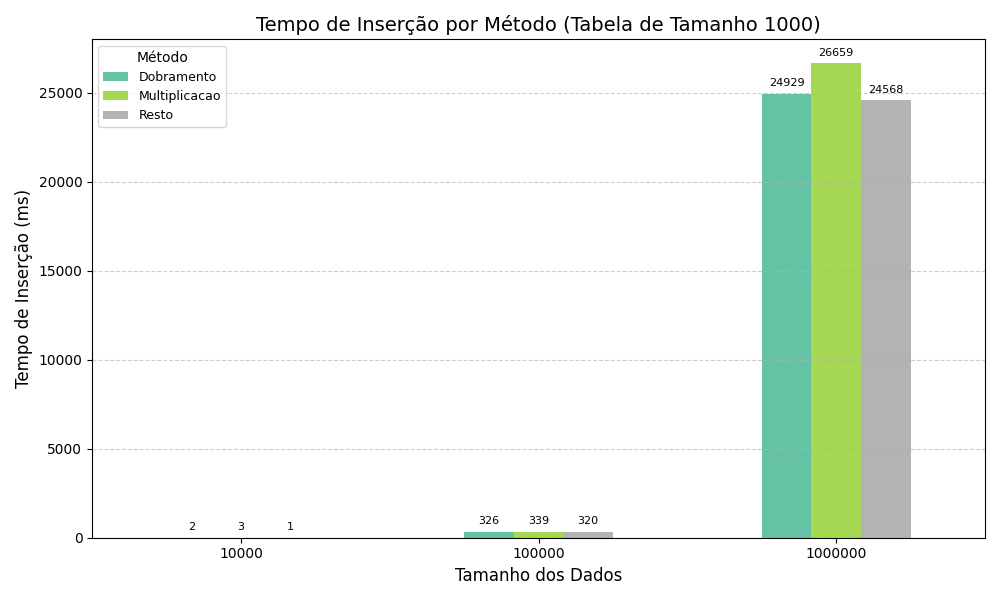 Tempo de Inserção por Método (Tabela de Tamanho 1000)
Método
Dobramento
Multiplicacao
Resto
Tempo de Inserção (ms)
25000
20000
15000
10000
5000
0
2 3 1
326 339 320
24929 26659 24568
10000 100000 1000000
Tamanho dos Dados